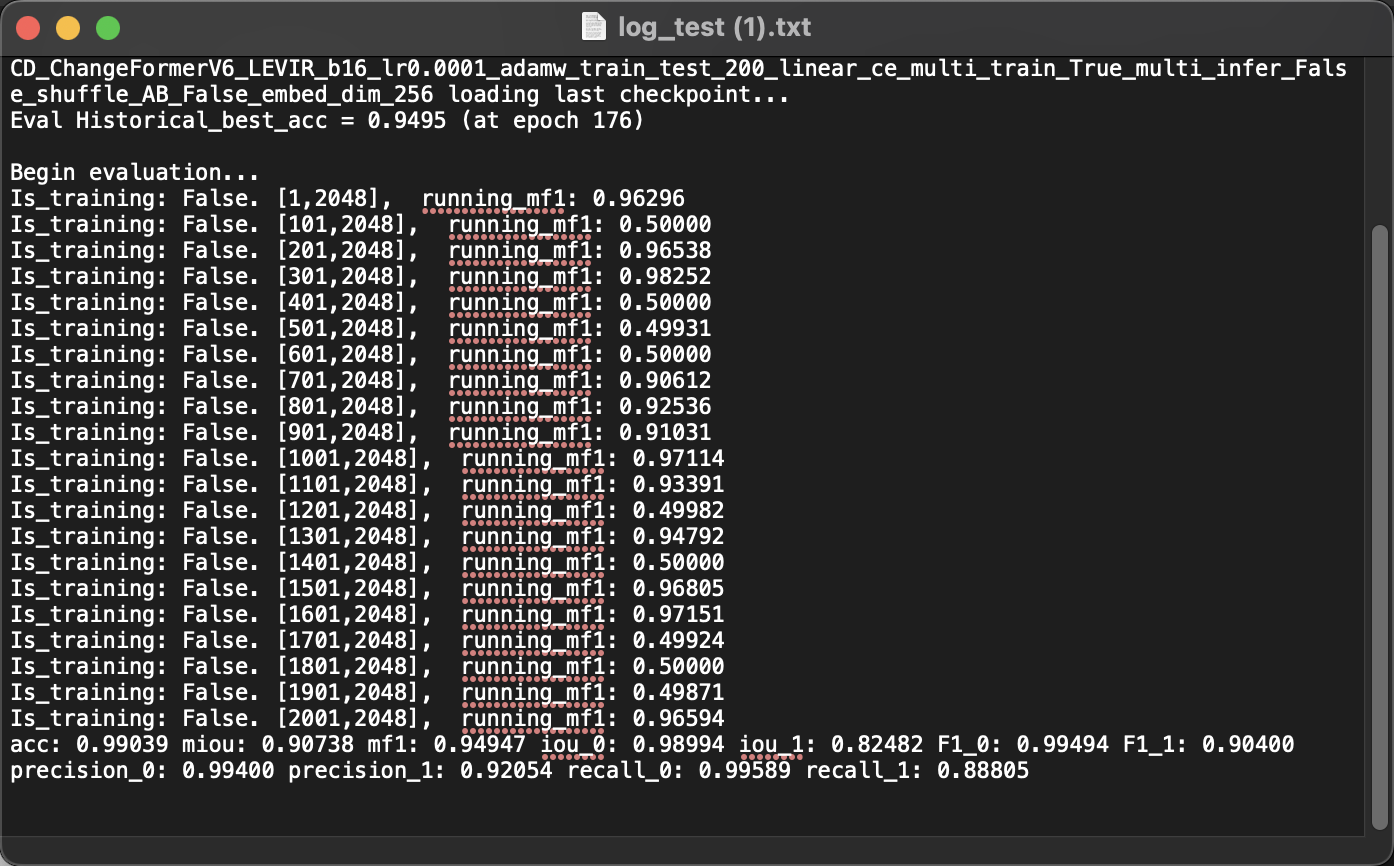 log_test (1).txt
CD_ChangeFormerV6_LEVIR_b16_lr0.0001_adamw_train_test_200_linear_ce_multi_train_True_multi_infer_Fals
e_shuffle_AB_False_embed_dim_256 loading last checkpoint...
Eval Historical_best_acc = 0.9495 (at epoch 176)
Begin evaluation...
Is_training: False. [1,2048],  running_mf1: 0.96296
Is_training: False. [101,2048],  running_mf1: 0.50000
Is_training: False. [201,2048],  running_mf1: 0.96538
Is_training: False. [301,2048],  running_mf1: 0.98252
Is_training: False. [401,2048],  running_mf1: 0.50000
Is_training: False. [501,2048],  running_mf1: 0.49931
Is_training: False. [601,2048],  running_mf1: 0.50000
Is_training: False. [701,2048],  running_mf1: 0.90612
Is_training: False. [801,2048],  running_mf1: 0.92536
Is_training: False. [901,2048],  running_mf1: 0.91031
Is_training: False. [1001,2048],  running_mf1: 0.97114
Is_training: False. [1101,2048],  running_mf1: 0.93391
Is_training: False. [1201,2048],  running_mf1: 0.49982
Is_training: False. [1301,2048],  running_mf1: 0.94792
Is_training: False. [1401,2048],  running_mf1: 0.50000
Is_training: False. [1501,2048],  running_mf1: 0.96805
Is_training: False. [1601,2048],  running_mf1: 0.97151
Is_training: False. [1701,2048],  running_mf1: 0.49924
Is_training: False. [1801,2048],  running_mf1: 0.50000
Is_training: False. [1901,2048],  running_mf1: 0.49871
Is_training: False. [2001,2048],  running_mf1: 0.96594
acc: 0.99039 miou: 0.90738 mf1: 0.94947 iou_0: 0.98994 iou_1: 0.82482 F1_0: 0.99494 F1_1: 0.90400
precision_0: 0.99400 precision_1: 0.92054 recall_0: 0.99589 recall_1: 0.88805